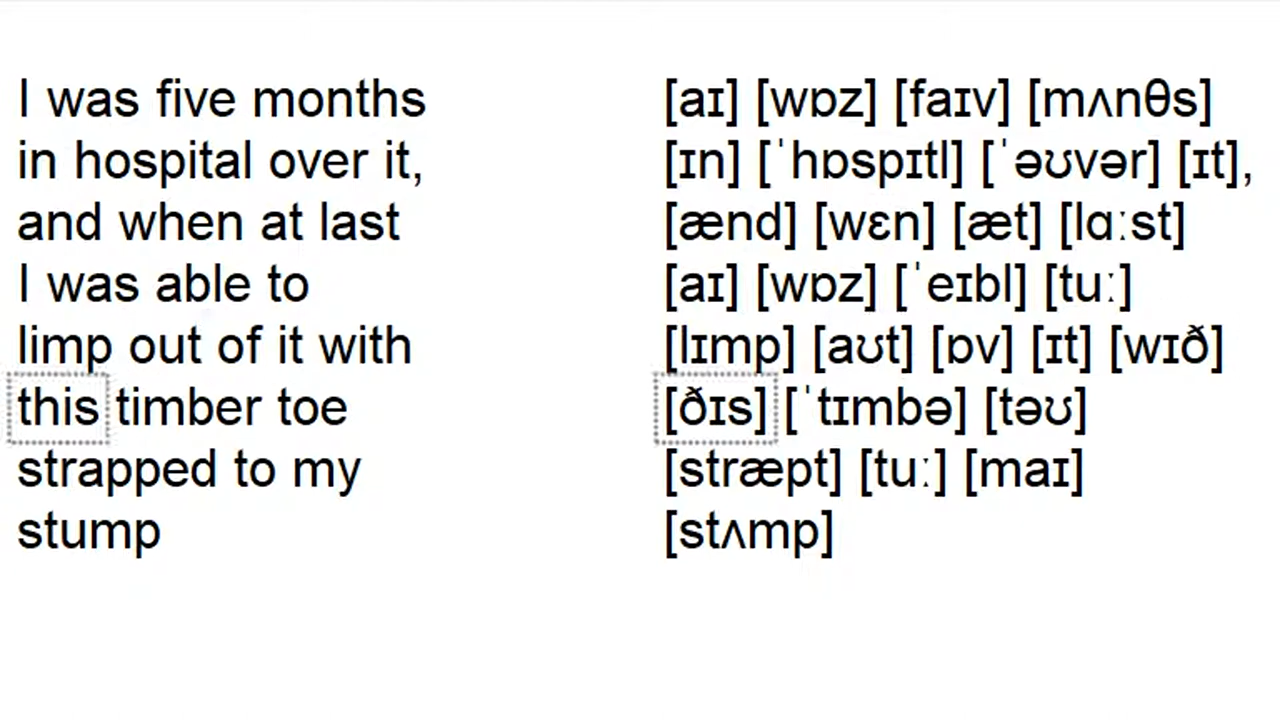 I was five months
in hospital over it,
and when at last
I was able to
limp out of it with
this timber toe
strapped to my
stump
[aɪ] [wɒz] [faɪv] [mʌnθs]
[ɪn] [ˈhɒspɪtl] [ˈəʊvər] [ɪt],
[ænd] [wɛn] [æt] [lɑːst]
[aɪ] [wɒz] [ˈeɪbl] [tuː]
[lɪmp] [aʊt] [ɒv] [ɪt] [wɪð]
[ðɪs] [ˈtɪmbə] [təʊ]
[stræpt] [tuː] [maɪ]
[stʌmp]